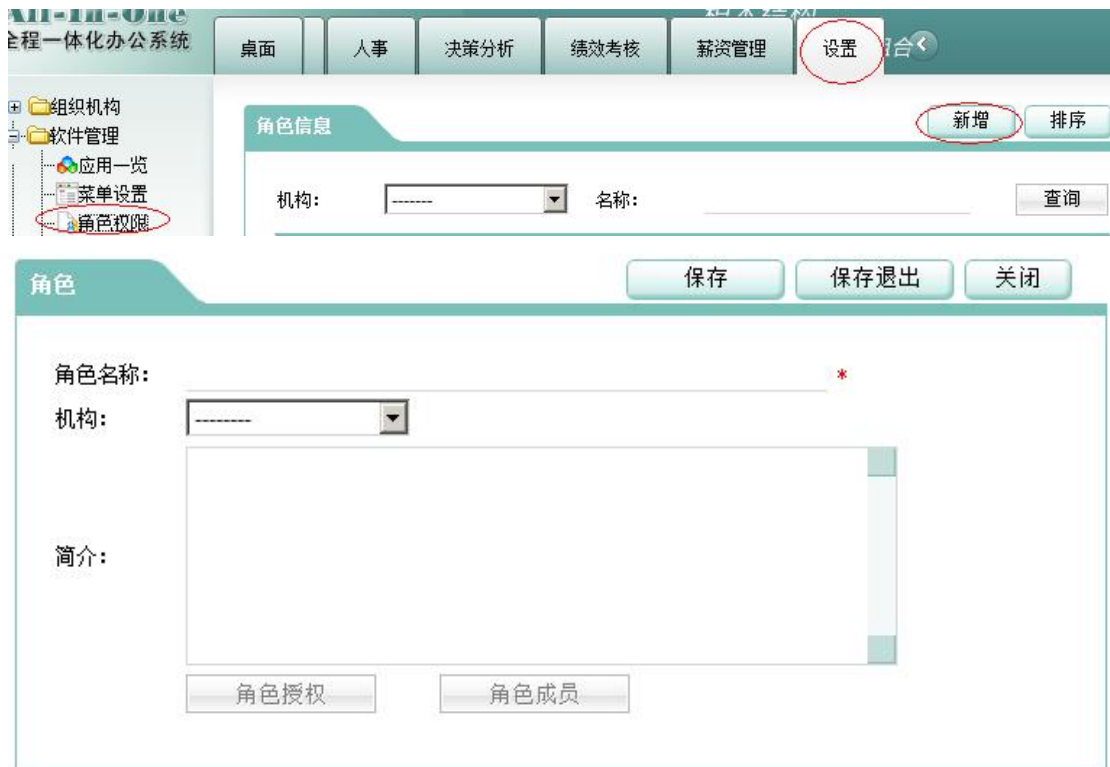 All-In-One
全程一体化办公系统
桌面
人事
决策分析
绩效考核
薪资管理
设置
组织机构
软件管理
应用一览
菜单设置
角色权限
角色信息
新增
排序
机构: -------
名称:
查询
角色
保存
保存退出
关闭
角色名称: *
机构: --------
简介:
角色授权
角色成员